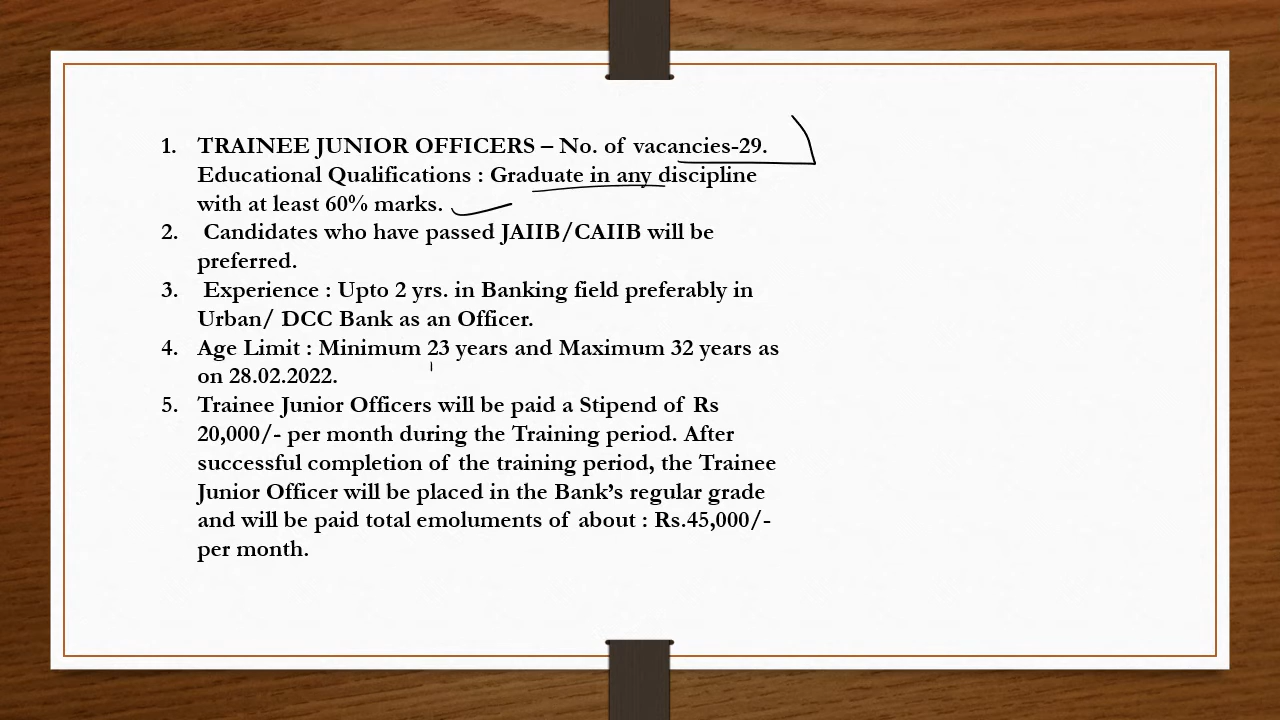 1. TRAINEE JUNIOR OFFICERS – No. of vacancies-29.
Educational Qualifications : Graduate in any discipline
with at least 60% marks.
2. Candidates who have passed JAIIB/CAIIB will be
preferred.
3. Experience : Upto 2 yrs. in Banking field preferably in
Urban/ DCC Bank as an Officer.
4. Age Limit : Minimum 23 years and Maximum 32 years as
on 28.02.2022.
5. Trainee Junior Officers will be paid a Stipend of Rs
20,000/- per month during the Training period. After
successful completion of the training period, the Trainee
Junior Officer will be placed in the Bank’s regular grade
and will be paid total emoluments of about : Rs.45,000/-
per month.